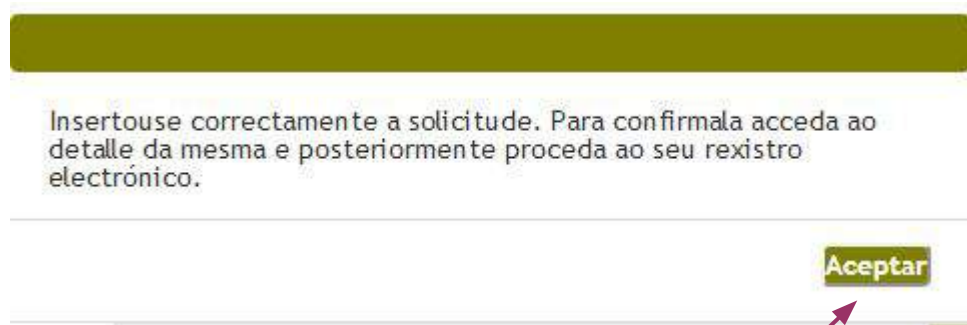 Insertouse correctamente a solicitude. Para confirmala acceda ao
detalle da mesma e posteriormente proceda ao seu rexistro
electrónico.
Aceptar